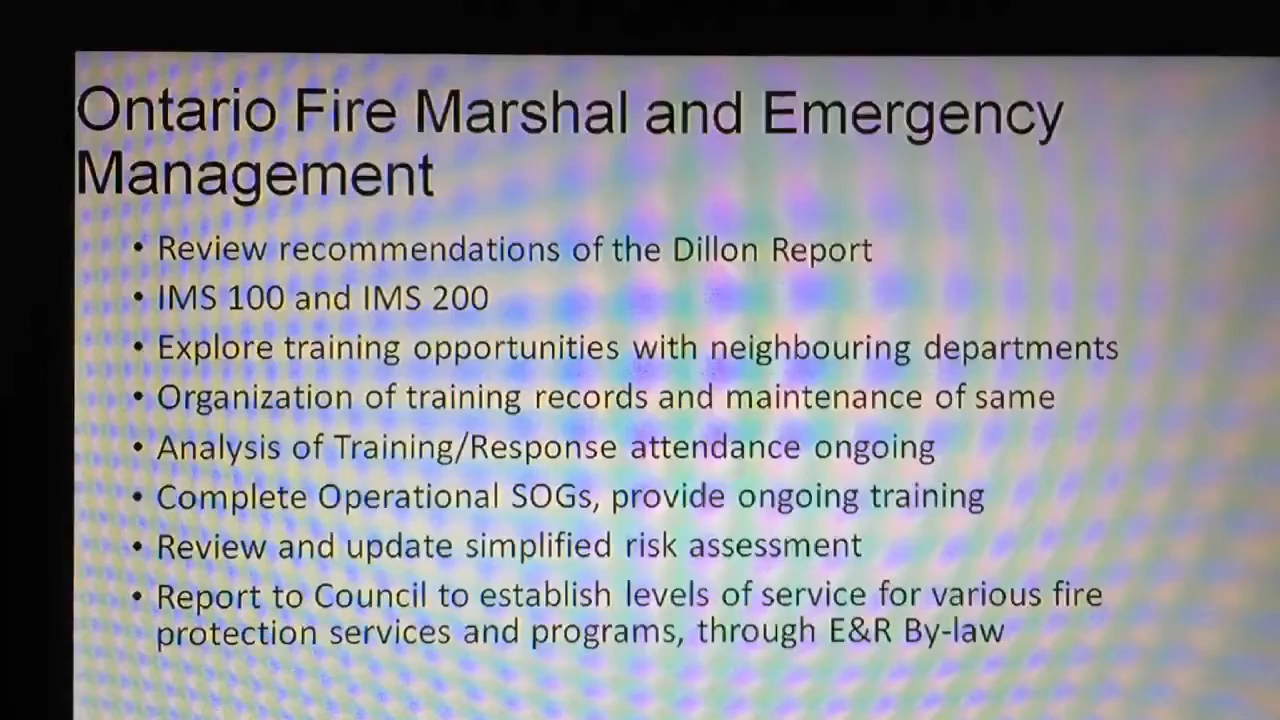 Ontario Fire Marshal and Emergency
Management
• Review recommendations of the Dillon Report
• IMS 100 and IMS 200
• Explore training opportunities with neighbouring departments
• Organization of training records and maintenance of same
• Analysis of Training/Response attendance ongoing
• Complete Operational SOGs, provide ongoing training
• Review and update simplified risk assessment
• Report to Council to establish levels of service for various fire
protection services and programs, through E&R By-law